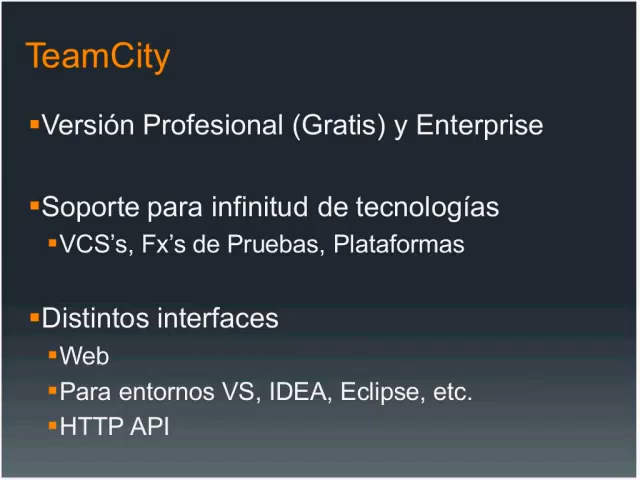 TeamCity
▪Versión Profesional (Gratis) y Enterprise
▪Soporte para infinitud de tecnologías
▪VCS’s, Fx’s de Pruebas, Plataformas
▪Distintos interfaces
▪Web
▪Para entornos VS, IDEA, Eclipse, etc.
▪HTTP API